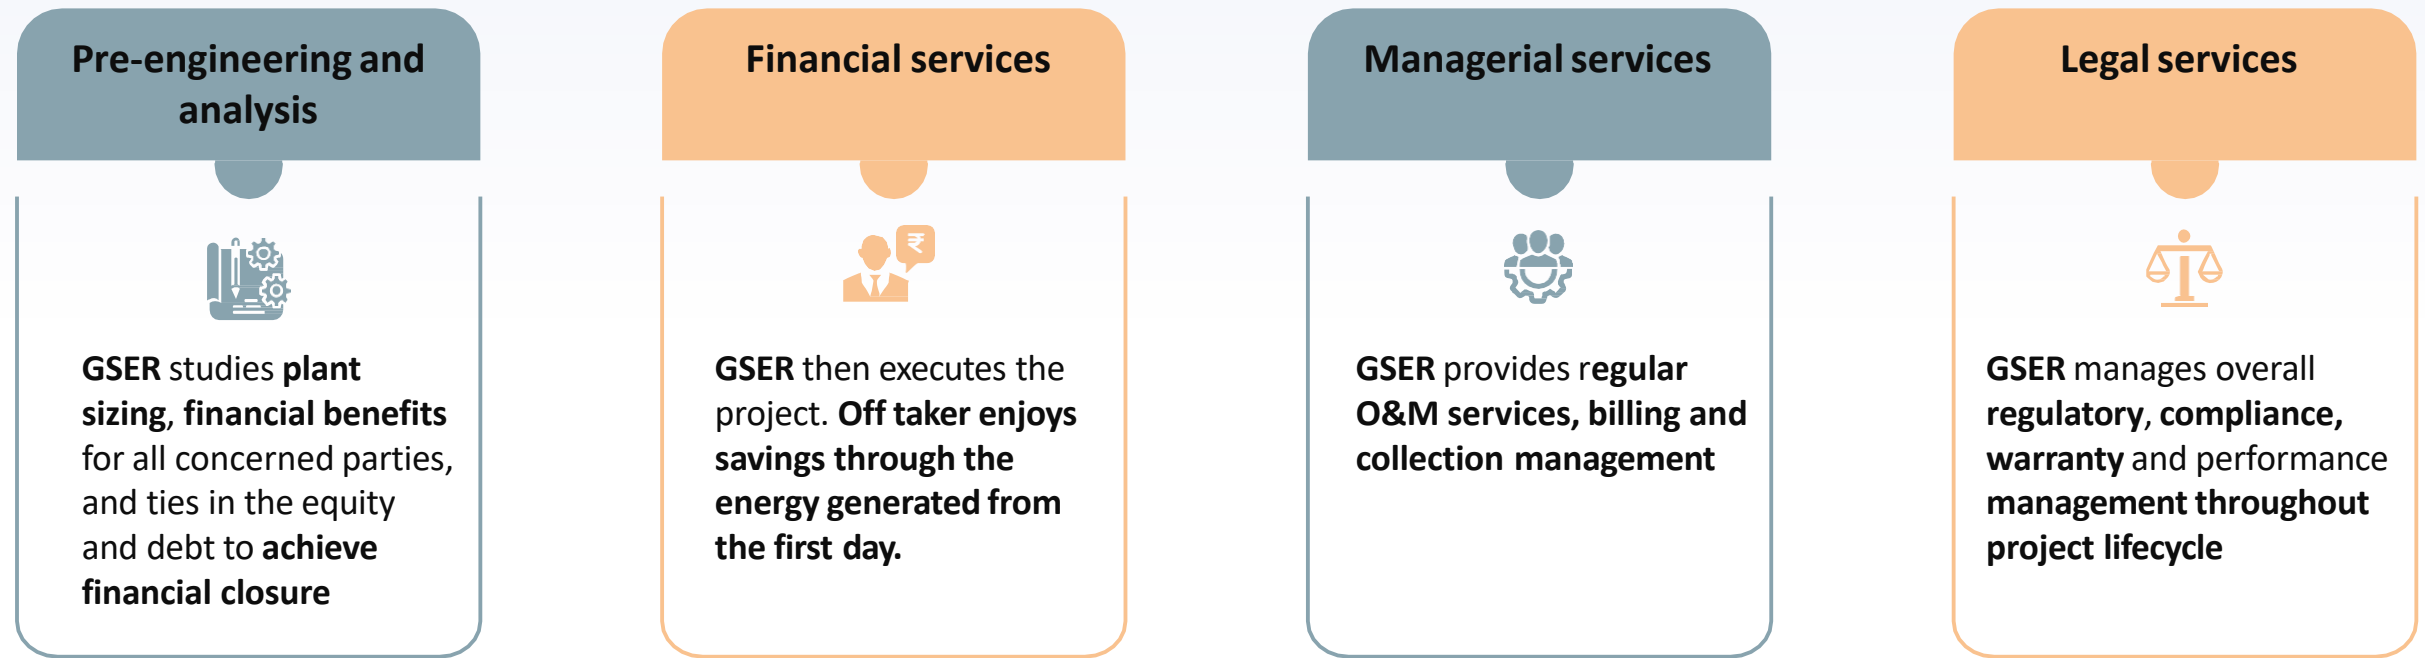 Pre-engineering and
analysis
GSER studies plant
sizing, financial benefits
for all concerned parties,
and ties in the equity
and debt to achieve
financial closure
Financial services
₹
GSER then executes the
project. Off taker enjoys
savings through the
energy generated from
the first day.
Managerial services
GSER provides regular
O&M services, billing and
collection management
Legal services
GSER manages overall
regulatory, compliance,
warranty and performance
management throughout
project lifecycle